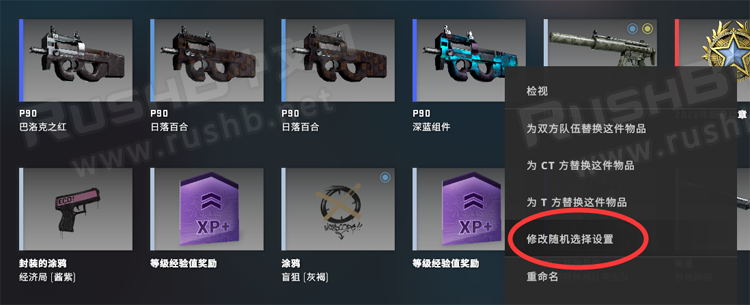 P90
巴洛克之红
P90
日落百合
P90
日落百合
P90
深蓝组件
章
检视
为双方队伍替换这件物品
为 CT 方替换这件物品
为 T 方替换这件物品
修改随机选择设置
重命名
XP+
XP+
封装的涂鸦
经济局 [酱紫]
等级经验值奖励
涂鸦
盲狙 [灰褐]
等级经验值奖励
www.rushb.net
www.rushb.net